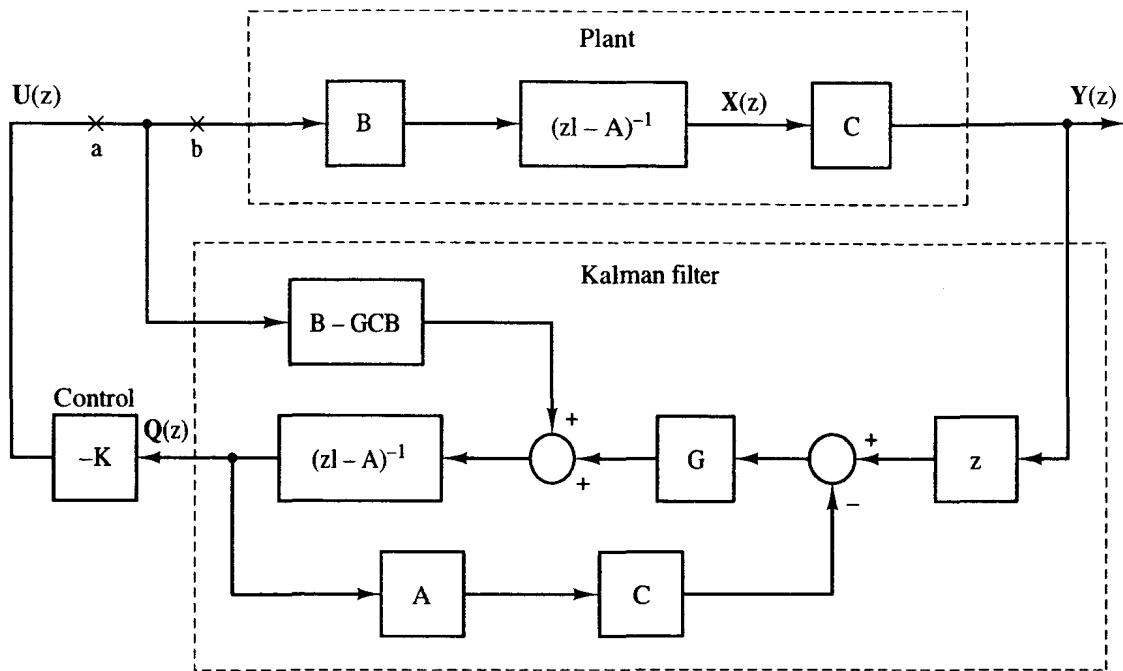 Plant
U(z)
a
b
B
(zI – A)⁻¹
X(z)
C
Y(z)
Kalman filter
B – GCB
Control
–K
Q(z)
(zI – A)⁻¹
+
+
G
+
–
z
A
C